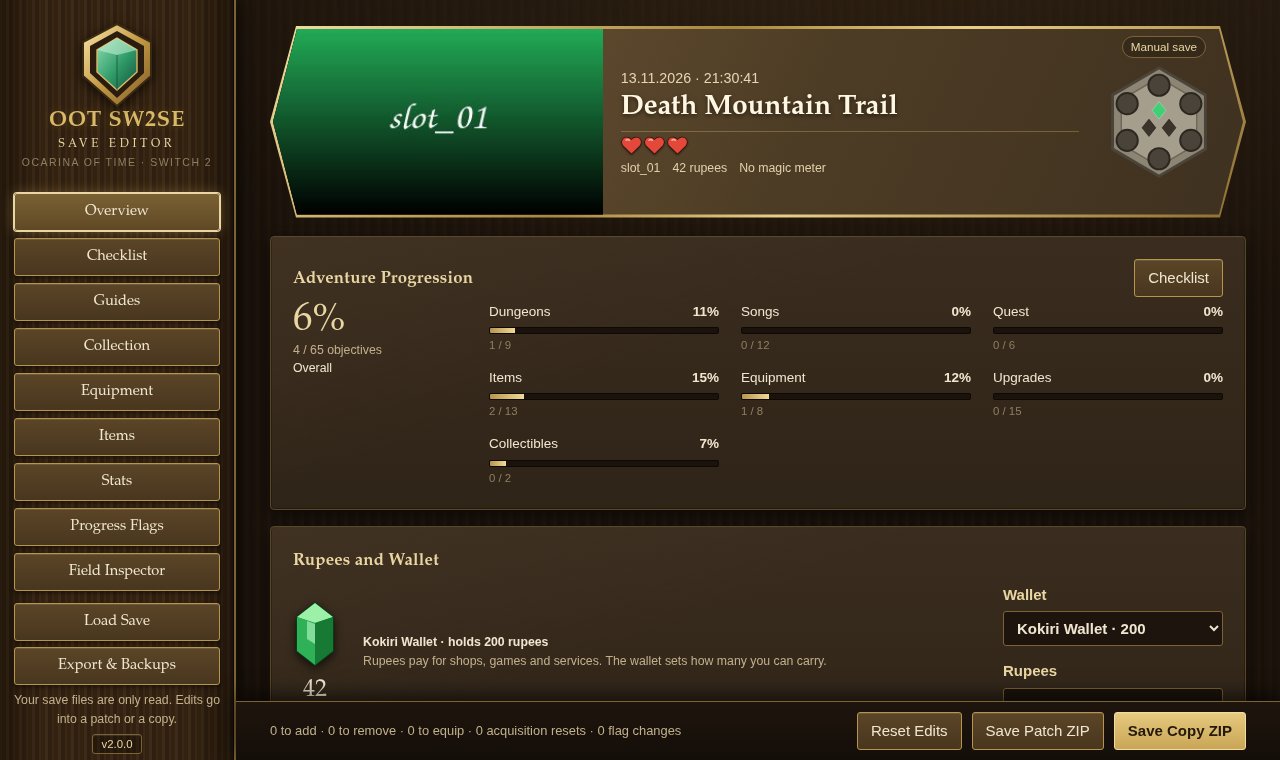 OOT SW2SE
SAVE EDITOR
OCARINA OF TIME · SWITCH 2
Overview
Checklist
Guides
Collection
Equipment
Items
Stats
Progress Flags
Field Inspector
Load Save
Export & Backups
Your save files are only read. Edits go
into a patch or a copy.
v2.0.0
slot_01
Manual save
13.11.2026 · 21:30:41
Death Mountain Trail
slot_01 42 rupees No magic meter
Adventure Progression
Checklist
6%
4 / 65 objectives
Overall
Dungeons 11%
1 / 9
Songs 0%
0 / 12
Quest 0%
0 / 6
Items 15%
2 / 13
Equipment 12%
1 / 8
Upgrades 0%
0 / 15
Collectibles 7%
0 / 2
Rupees and Wallet
42
Kokiri Wallet · holds 200 rupees
Rupees pay for shops, games and services. The wallet sets how many you can carry.
Wallet
Kokiri Wallet · 200
Rupees
0 to add · 0 to remove · 0 to equip · 0 acquisition resets · 0 flag changes
Reset Edits
Save Patch ZIP
Save Copy ZIP